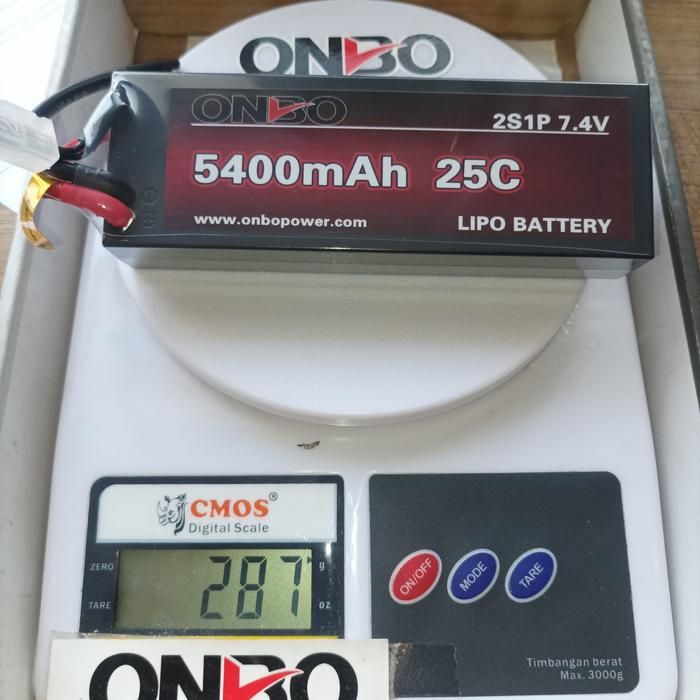 ONBO
ONBO
2S1P 7.4V
5400mAh 25C
www.onbopower.com
LIPO BATTERY
CMOS®
Digital Scale
ZERO
287
g
TARE
oz
ON/OFF
MODE
TARE
Timbangan berat
Max. 3000g
ONBO